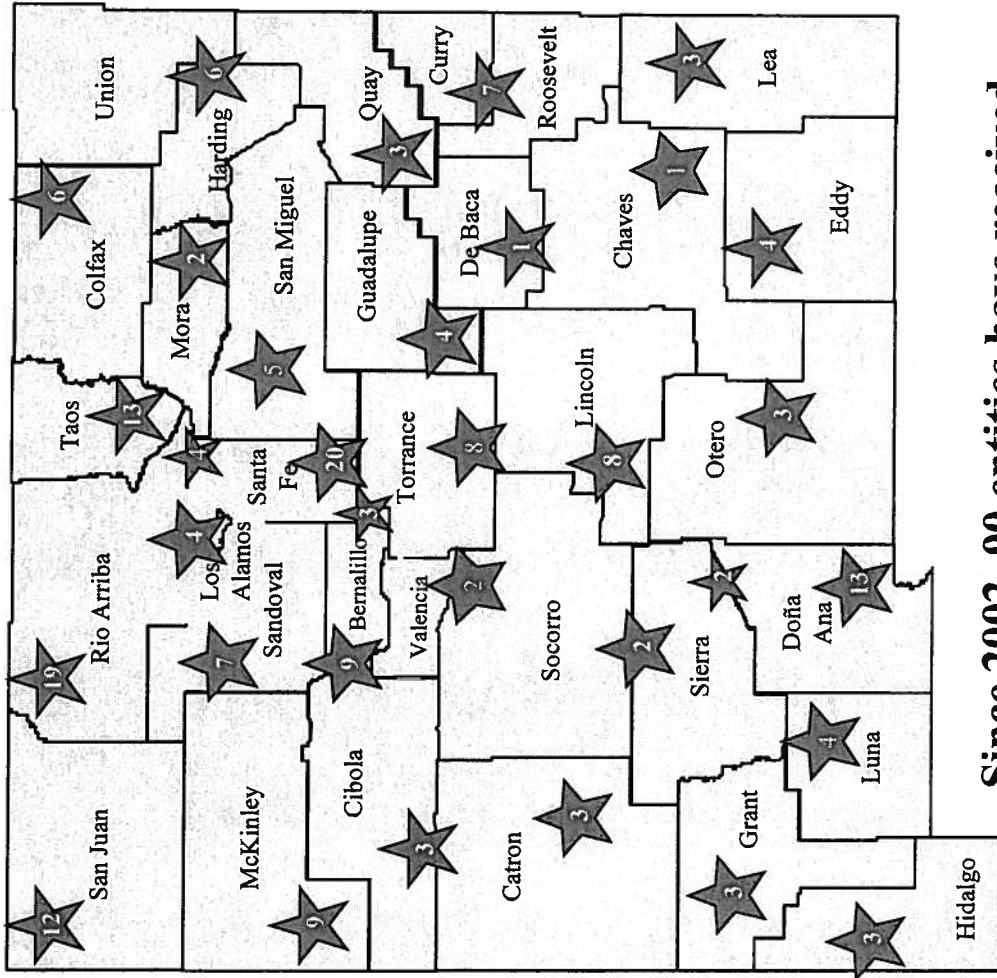 12
San Juan
19
Rio Arriba
Taos
13
6
Colfax
Union
6
Harding
2
Mora
4
4
Los
Alamos
7
Sandoval
McKinley
9
Santa
Fe
20
5
San Miguel
Quay
3
Curry
7
Guadalupe
4
3
Bernalillo
9
Cibola
3
Valencia
2
Torrance
8
De Baca
1
Roosevelt
Catron
3
Socorro
2
Lincoln
8
Chaves
1
3
Lea
Grant
3
Sierra
2
Otero
3
4
Eddy
4
Luna
Doña
Ana
13
3
Hidalgo
Since entities have received